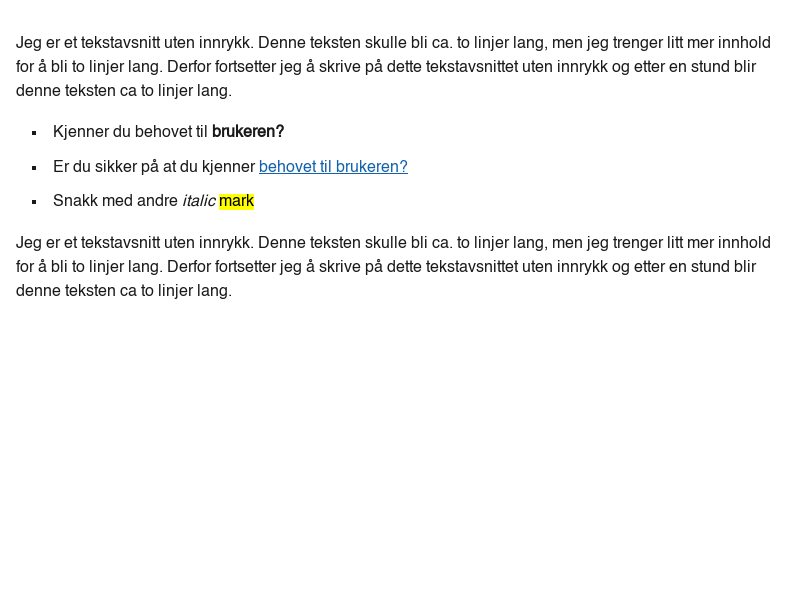 Jeg er et tekstavsnitt uten innrykk. Denne teksten skulle bli ca. to linjer lang, men jeg trenger litt mer innhold
for å bli to linjer lang. Derfor fortsetter jeg å skrive på dette tekstavsnittet uten innrykk og etter en stund blir
denne teksten ca to linjer lang.
▪ Kjenner du behovet til brukeren?
▪ Er du sikker på at du kjenner behovet til brukeren?
▪ Snakk med andre italic mark
Jeg er et tekstavsnitt uten innrykk. Denne teksten skulle bli ca. to linjer lang, men jeg trenger litt mer innhold
for å bli to linjer lang. Derfor fortsetter jeg å skrive på dette tekstavsnittet uten innrykk og etter en stund blir
denne teksten ca to linjer lang.